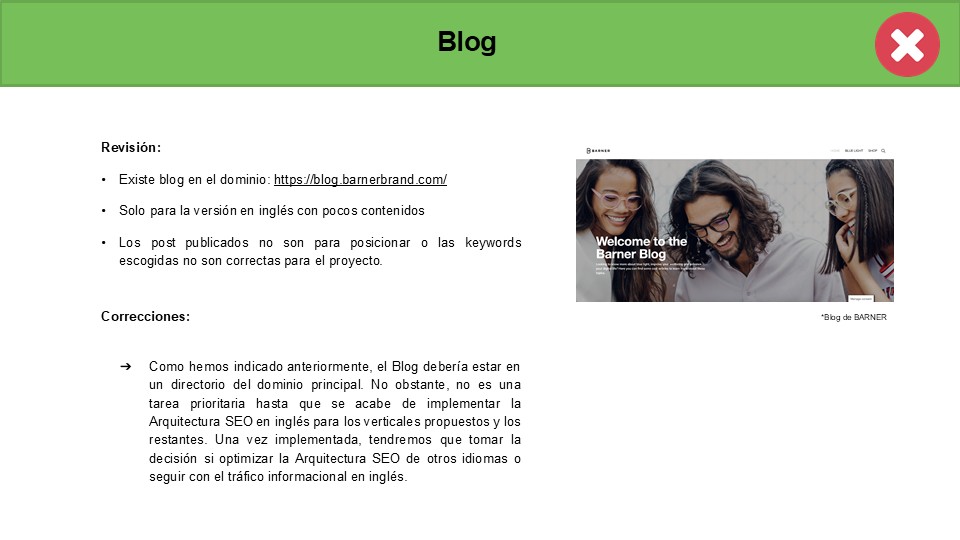 Blog
Revisión:
• Existe blog en el dominio: https://blog.barnerbrand.com/
• Solo para la versión en inglés con pocos contenidos
• Los post publicados no son para posicionar o las keywords
escogidas no son correctas para el proyecto.
BARNER
HOME BLUE LIGHT SHOP
Welcome to the
Barner Blog
*Blog de BARNER
Correcciones:
➔ Como hemos indicado anteriormente, el Blog debería estar en
un directorio del dominio principal. No obstante, no es una
tarea prioritaria hasta que se acabe de implementar la
Arquitectura SEO en inglés para los verticales propuestos y los
restantes. Una vez implementada, tendremos que tomar la
decisión si optimizar la Arquitectura SEO de otros idiomas o
seguir con el tráfico informacional en inglés.